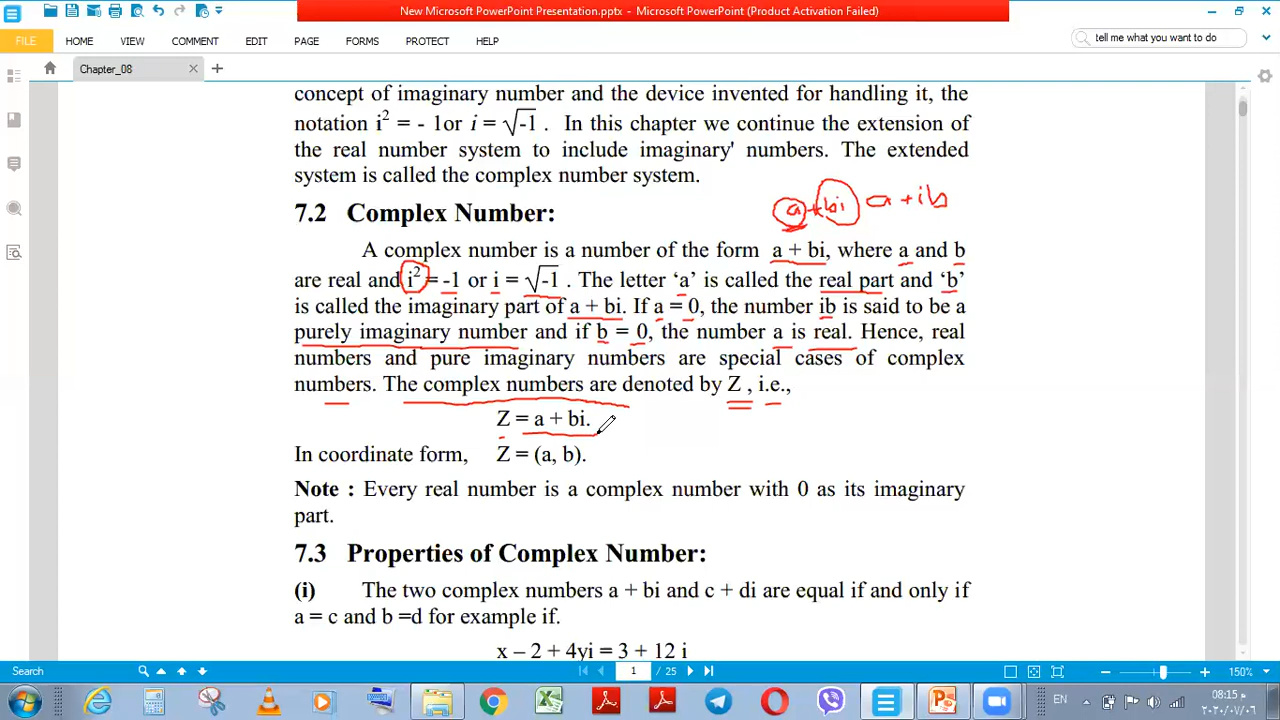 New Microsoft PowerPoint Presentation.pptx - Microsoft PowerPoint (Product Activation Failed)
FILE HOME VIEW COMMENT EDIT PAGE FORMS PROTECT HELP tell me what you want to do
Chapter_08
concept of imaginary number and the device invented for handling it, the
notation i² = - 1or i = √-1 . In this chapter we continue the extension of
the real number system to include imaginary' numbers. The extended
system is called the complex number system.
a + bi a + ib
7.2 Complex Number:
A complex number is a number of the form a + bi, where a and b
are real and i² = -1 or i = √-1 . The letter ‘a’ is called the real part and ‘b’
is called the imaginary part of a + bi. If a = 0, the number ib is said to be a
purely imaginary number and if b = 0, the number a is real. Hence, real
numbers and pure imaginary numbers are special cases of complex
numbers. The complex numbers are denoted by Z , i.e.,
Z = a + bi.
In coordinate form, Z = (a, b).
Note : Every real number is a complex number with 0 as its imaginary
part.
7.3 Properties of Complex Number:
(i) The two complex numbers a + bi and c + di are equal if and only if
a = c and b =d for example if.
x – 2 + 4yi = 3 + 12 i
START 1 / 25 150%
EN 08:15 م
٢٠٢٠/٠٧/٠٦